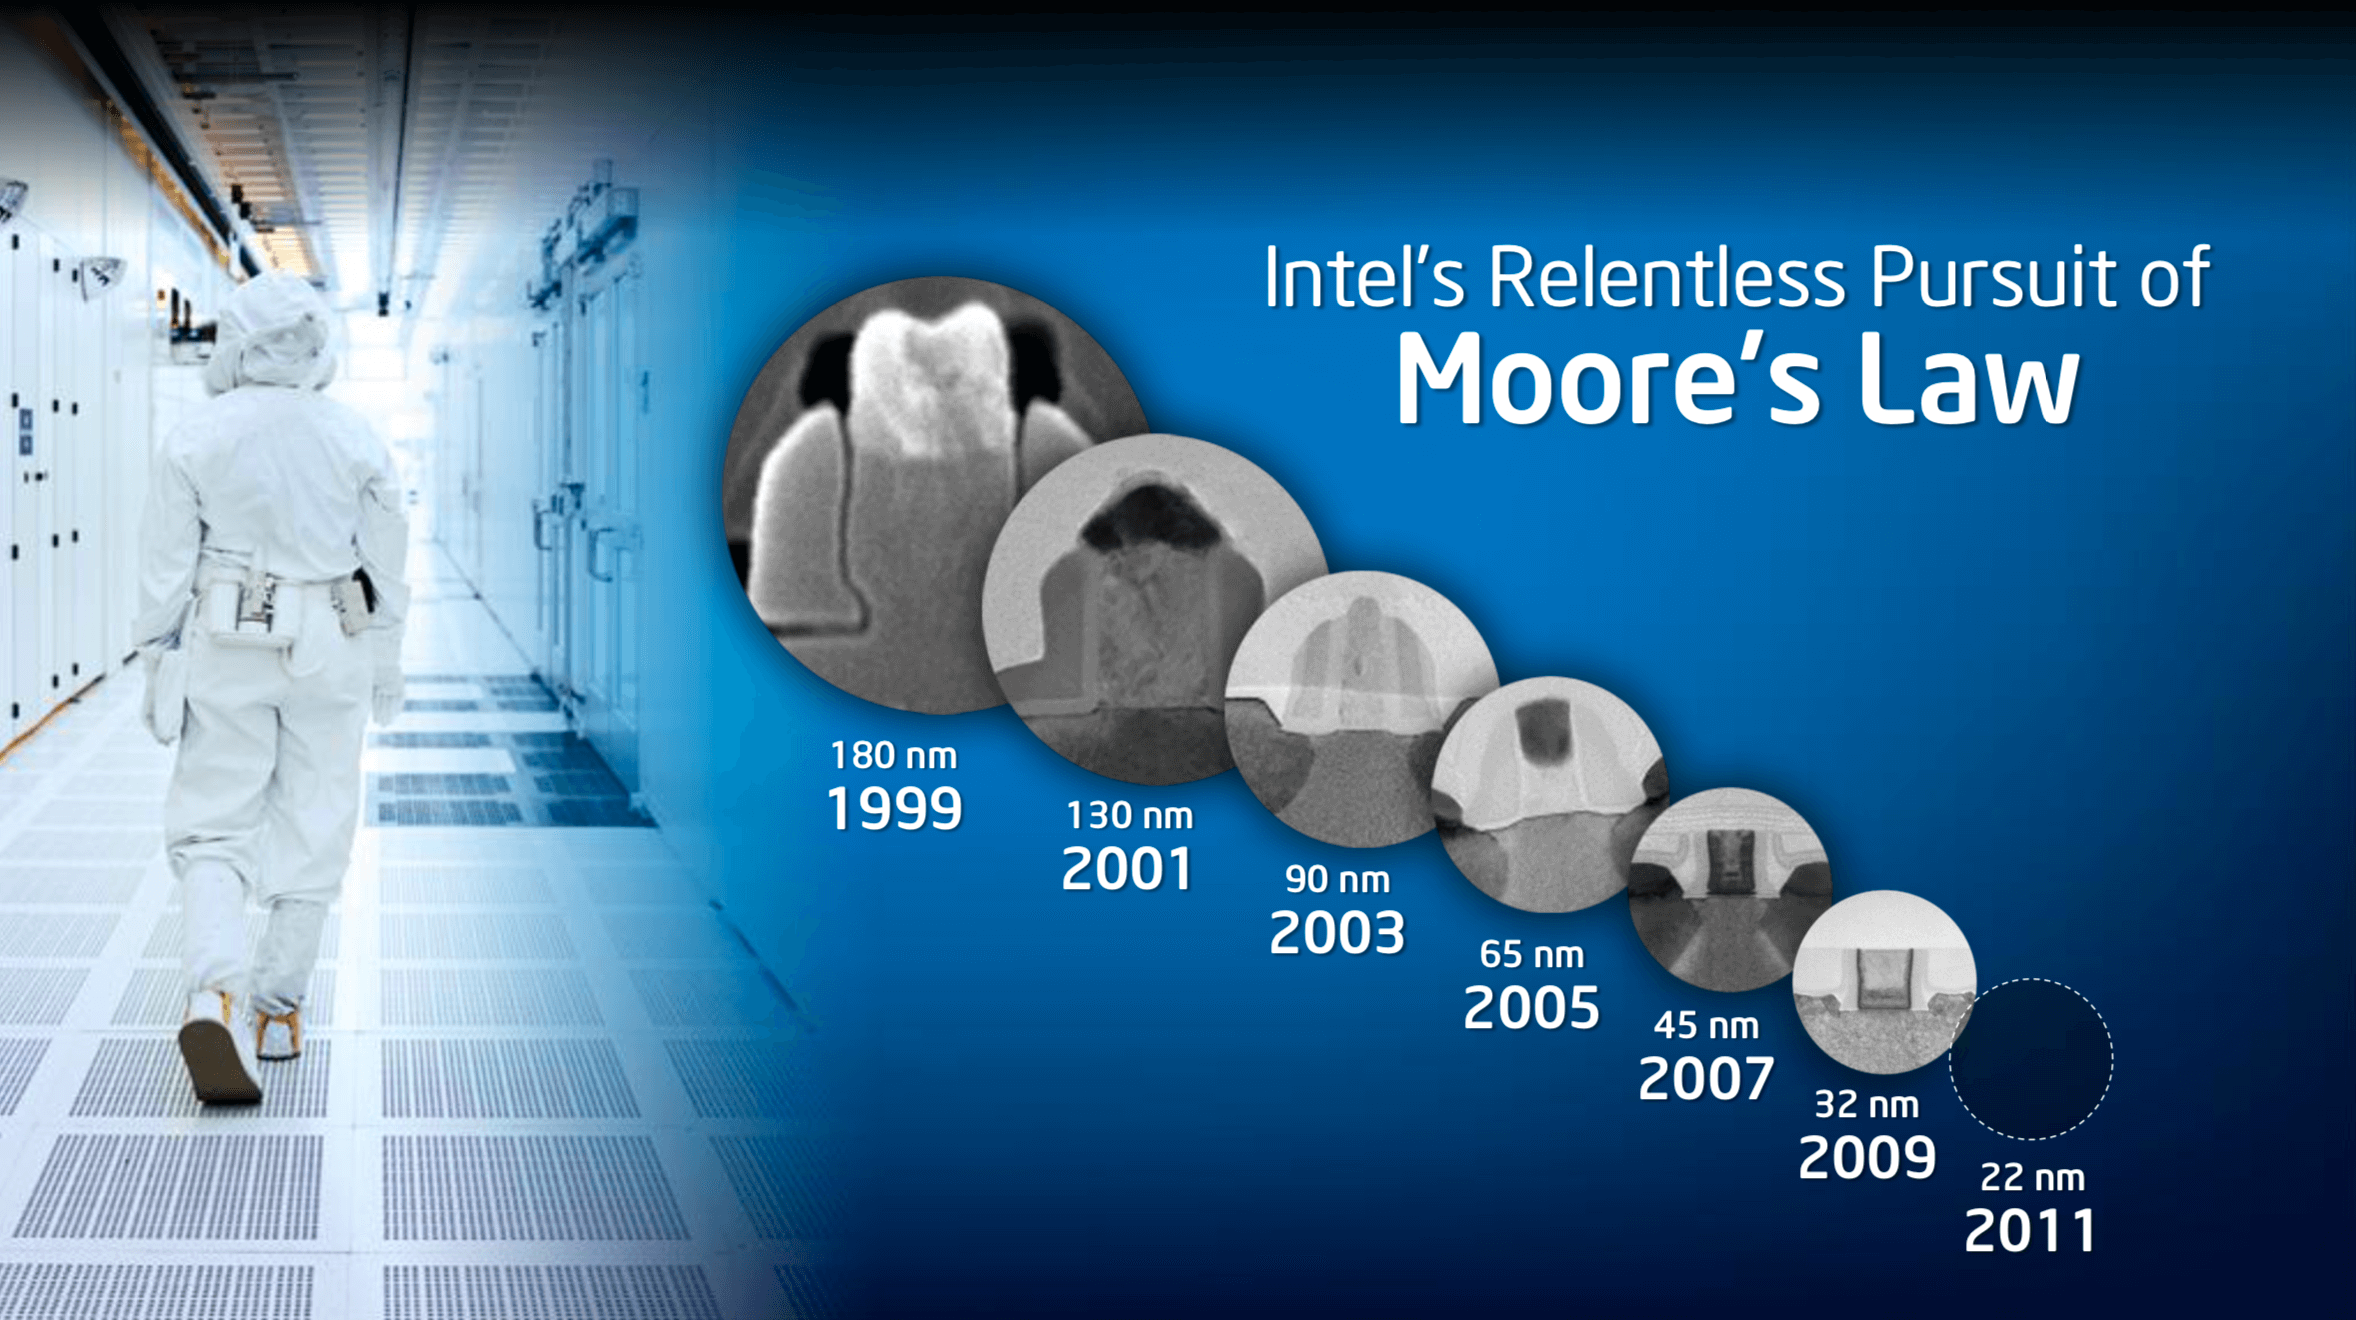 Intel's Relentless Pursuit of
Moore's Law
180 nm
1999
130 nm
2001
90 nm
2003
65 nm
2005
45 nm
2007
32 nm
2009
22 nm
2011